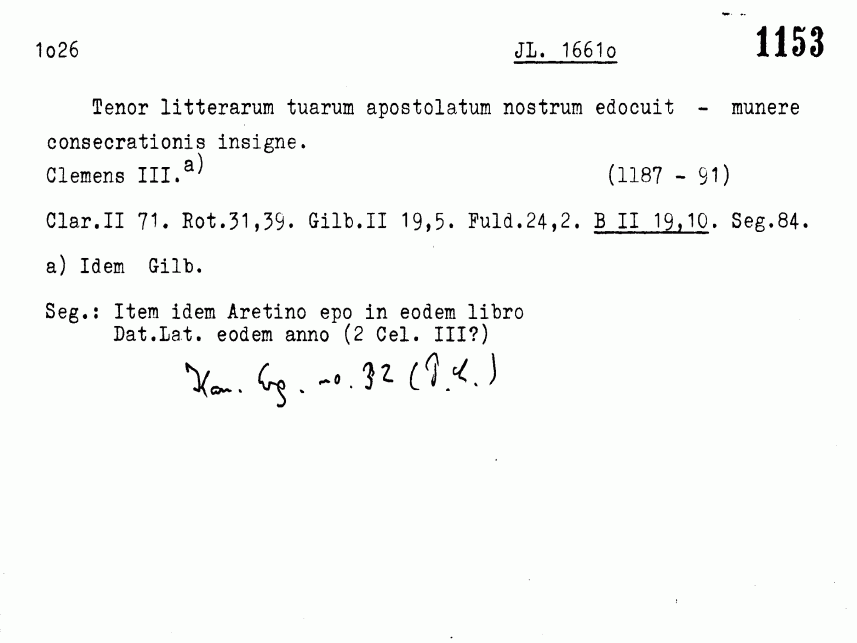 1o26 JL. 1661o 1153
Tenor litterarum tuarum apostolatum nostrum edocuit - munere
consecrationis insigne.
Clemens III.a) (1187 - 91)
Clar.II 71. Rot.31,39. Gilb.II 19,5. Fuld.24,2. B II 19,10. Seg.84.
a) Idem Gilb.
Seg.: Item idem Aretino epo in eodem libro
Dat.Lat. eodem anno (2 Cel. III?)
no. 32